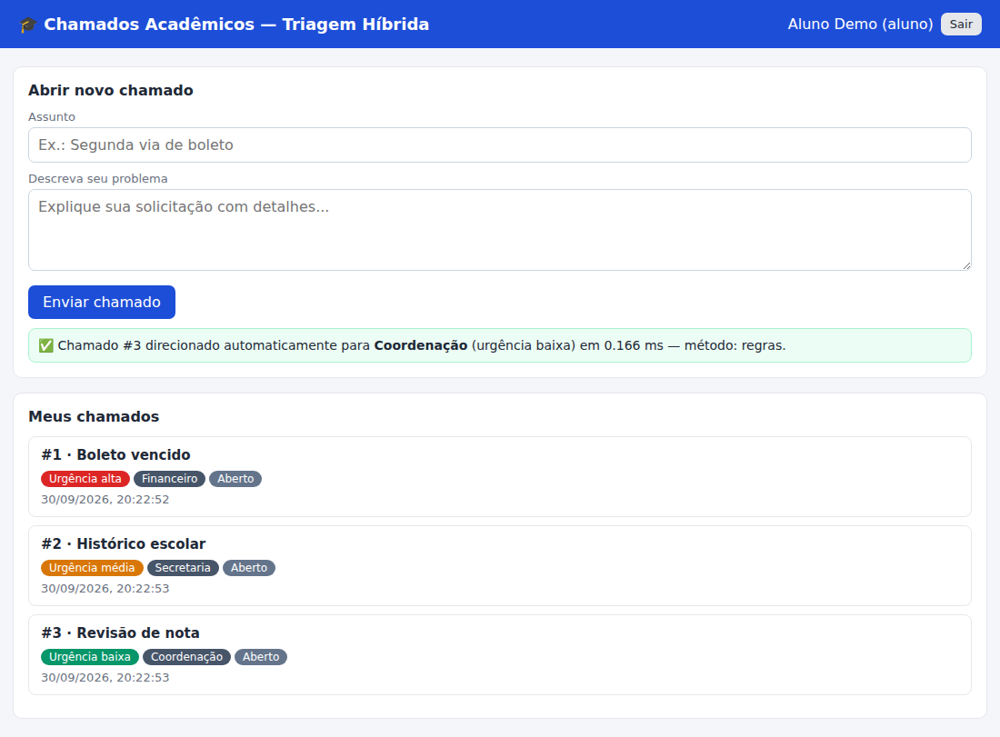 🎓 Chamados Acadêmicos — Triagem Híbrida
Aluno Demo (aluno) Sair
Abrir novo chamado
Assunto
Ex.: Segunda via de boleto
Descreva seu problema
Explique sua solicitação com detalhes...
Enviar chamado
✅ Chamado #3 direcionado automaticamente para Coordenação (urgência baixa) em 0.166 ms — método: regras.
Meus chamados
#1 · Boleto vencido
Urgência alta Financeiro Aberto
30/09/2026, 20:22:52
#2 · Histórico escolar
Urgência média Secretaria Aberto
30/09/2026, 20:22:53
#3 · Revisão de nota
Urgência baixa Coordenação Aberto
30/09/2026, 20:22:53